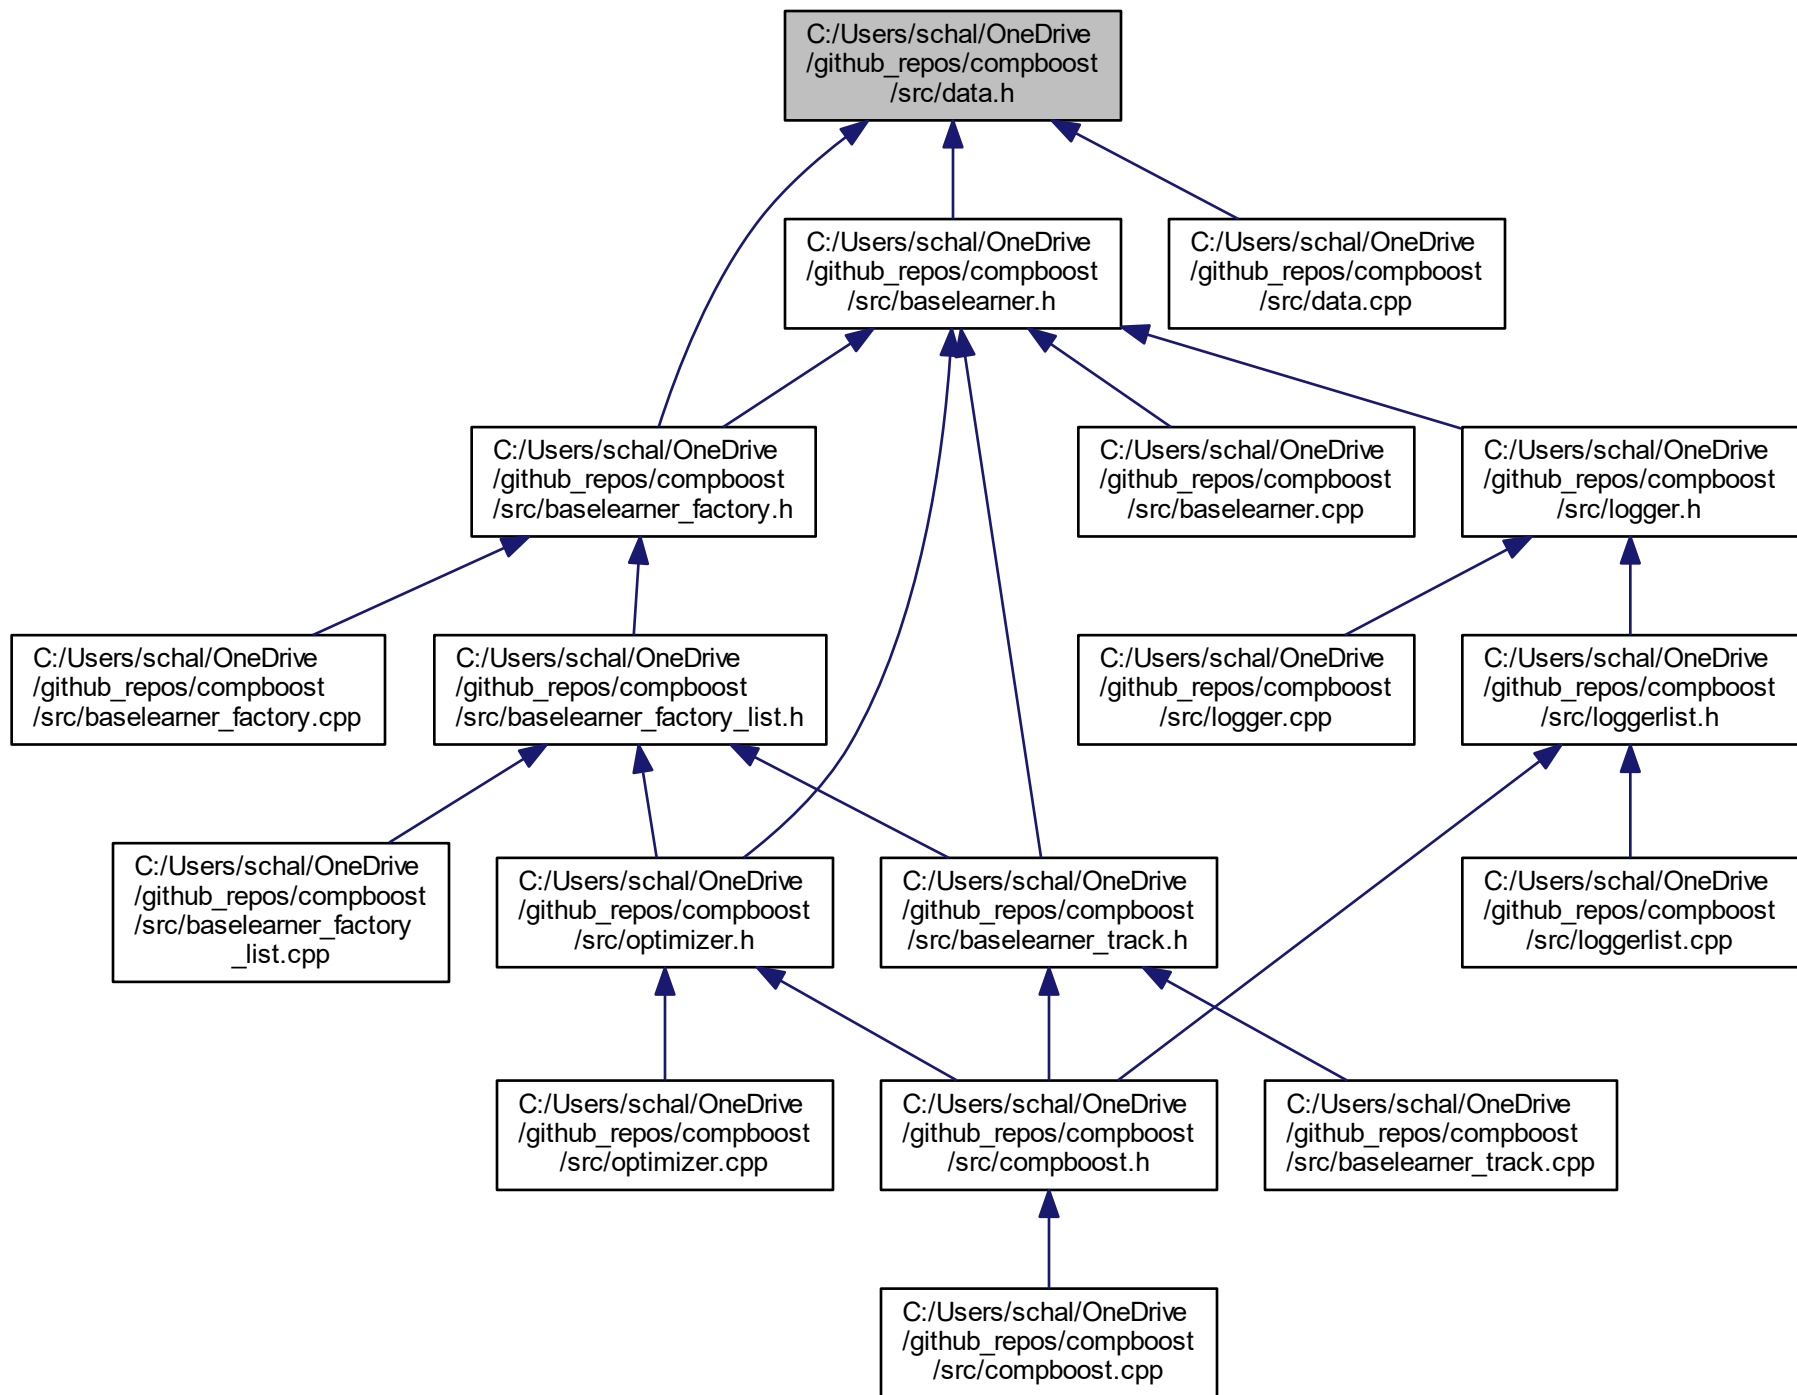 C:/Users/schal/OneDrive
/github_repos/compboost
/src/data.h
C:/Users/schal/OneDrive
/github_repos/compboost
/src/baselearner.h
C:/Users/schal/OneDrive
/github_repos/compboost
/src/data.cpp
C:/Users/schal/OneDrive
/github_repos/compboost
/src/baselearner_factory.h
C:/Users/schal/OneDrive
/github_repos/compboost
/src/baselearner.cpp
C:/Users/schal/OneDrive
/github_repos/compboost
/src/logger.h
C:/Users/schal/OneDrive
/github_repos/compboost
/src/baselearner_factory.cpp
C:/Users/schal/OneDrive
/github_repos/compboost
/src/baselearner_factory_list.h
C:/Users/schal/OneDrive
/github_repos/compboost
/src/logger.cpp
C:/Users/schal/OneDrive
/github_repos/compboost
/src/loggerlist.h
C:/Users/schal/OneDrive
/github_repos/compboost
/src/baselearner_factory
_list.cpp
C:/Users/schal/OneDrive
/github_repos/compboost
/src/optimizer.h
C:/Users/schal/OneDrive
/github_repos/compboost
/src/baselearner_track.h
C:/Users/schal/OneDrive
/github_repos/compboost
/src/loggerlist.cpp
C:/Users/schal/OneDrive
/github_repos/compboost
/src/optimizer.cpp
C:/Users/schal/OneDrive
/github_repos/compboost
/src/compboost.h
C:/Users/schal/OneDrive
/github_repos/compboost
/src/baselearner_track.cpp
C:/Users/schal/OneDrive
/github_repos/compboost
/src/compboost.cpp